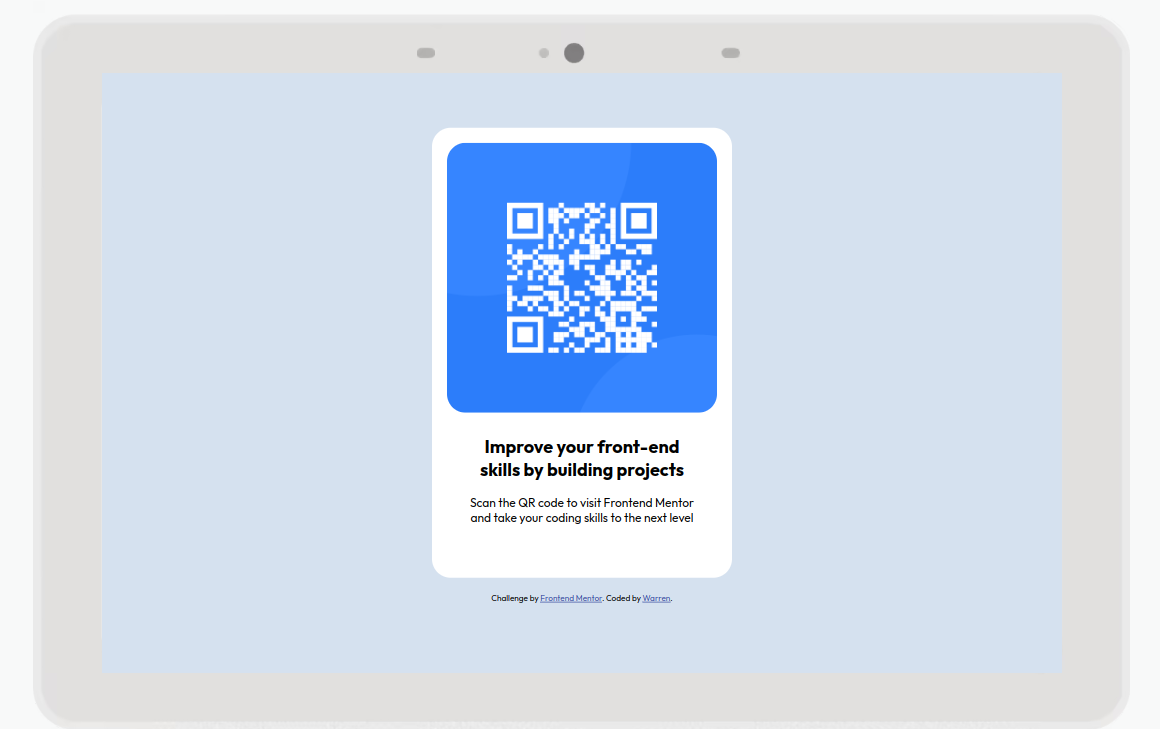 Improve your front-end
skills by building projects
Scan the QR code to visit Frontend Mentor
and take your coding skills to the next level
Challenge by Frontend Mentor. Coded by Warren.